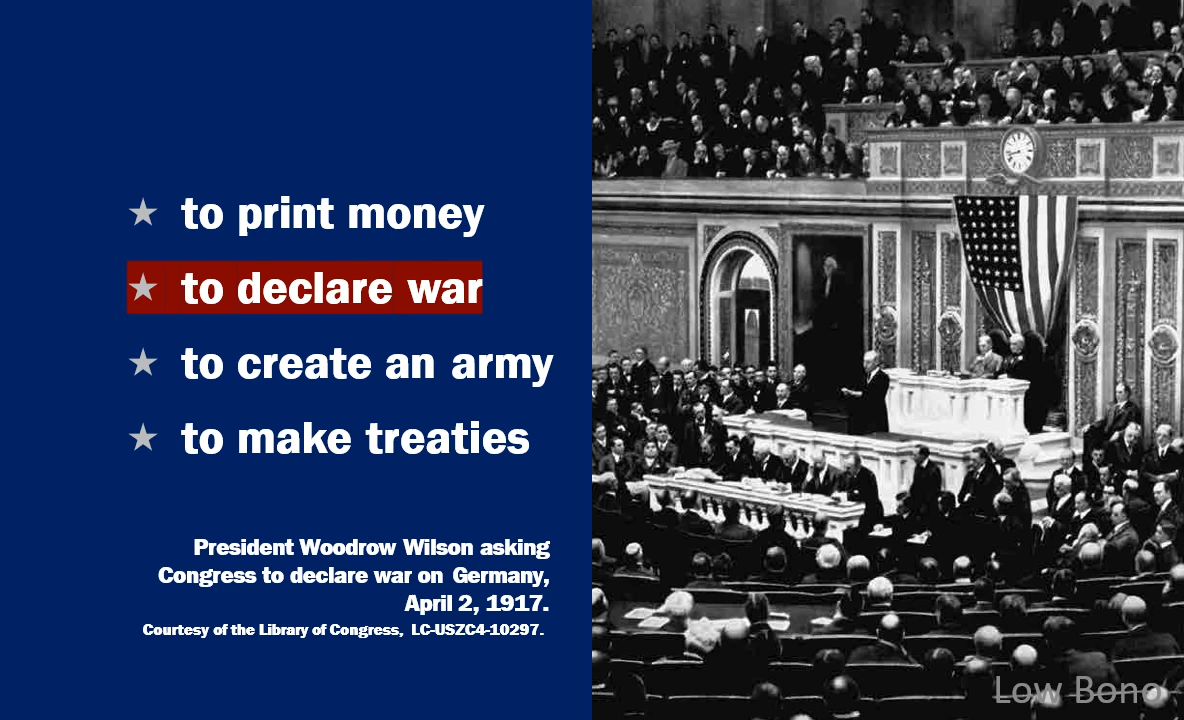 to print money
to declare war
to create an army
to make treaties
President Woodrow Wilson asking
Congress to declare war on Germany,
April 2, 1917.
Courtesy of the Library of Congress, LC-USZC4-10297.
Low Bono